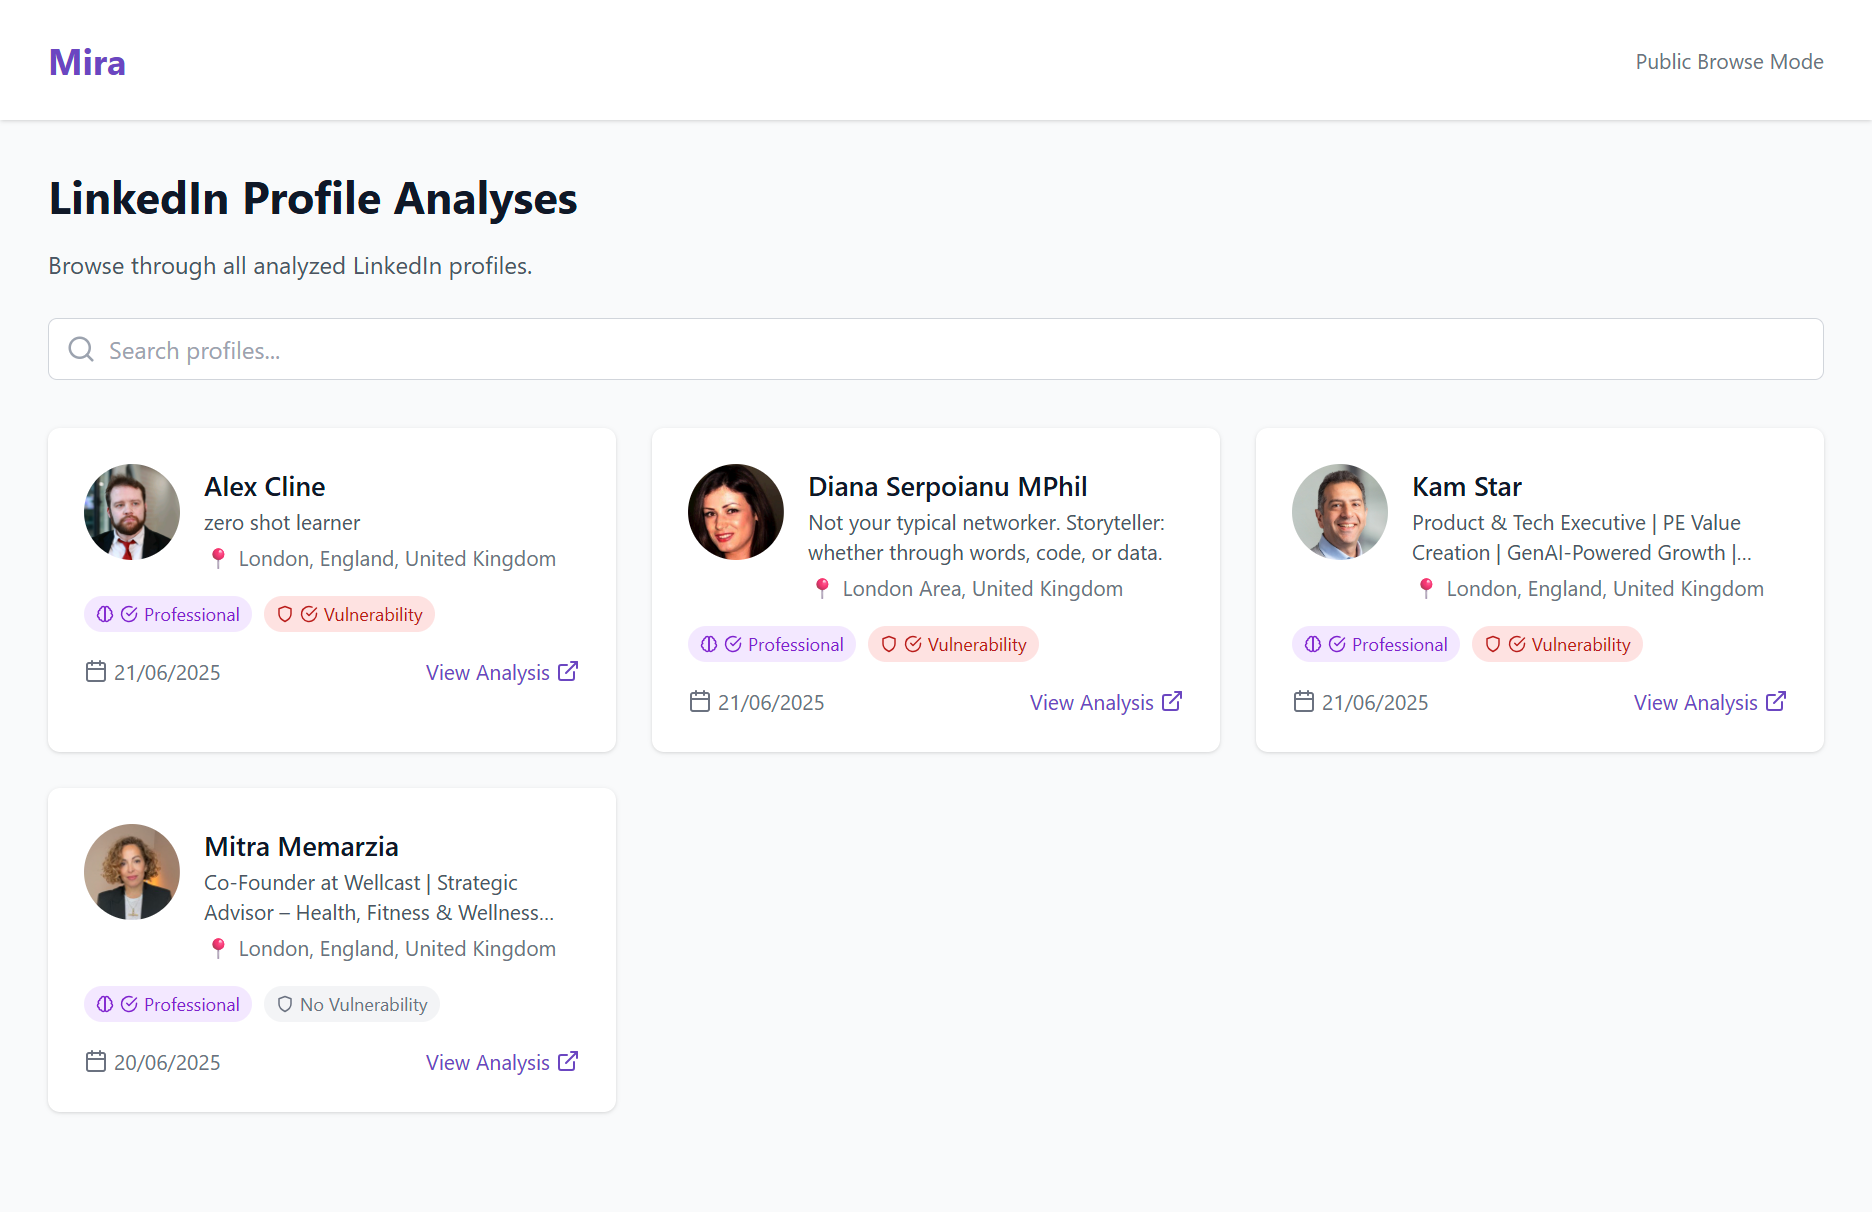 Mira
Public Browse Mode
LinkedIn Profile Analyses
Browse through all analyzed LinkedIn profiles.
Search profiles...
Alex Cline
zero shot learner
London, England, United Kingdom
Professional
Vulnerability
21/06/2025
View Analysis
Diana Serpoianu MPhil
Not your typical networker. Storyteller:
whether through words, code, or data.
London Area, United Kingdom
Professional
Vulnerability
21/06/2025
View Analysis
Kam Star
Product & Tech Executive | PE Value
Creation | GenAI-Powered Growth |...
London, England, United Kingdom
Professional
Vulnerability
21/06/2025
View Analysis
Mitra Memarzia
Co-Founder at Wellcast | Strategic
Advisor – Health, Fitness & Wellness...
London, England, United Kingdom
Professional
No Vulnerability
20/06/2025
View Analysis